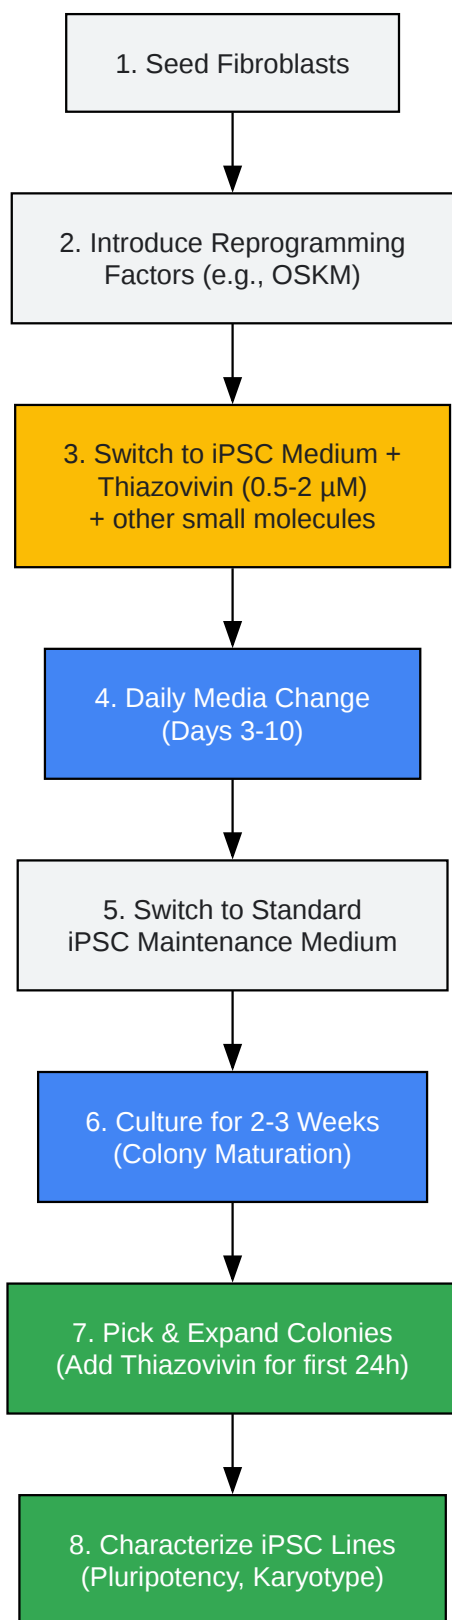 1. Seed Fibroblasts
2. Introduce Reprogramming
Factors (e.g., OSKM)
3. Switch to iPSC Medium +
Thiazovivin (0.5-2 µM)
+ other small molecules
4. Daily Media Change
(Days 3-10)
5. Switch to Standard
iPSC Maintenance Medium
6. Culture for 2-3 Weeks
(Colony Maturation)
7. Pick & Expand Colonies
(Add Thiazovivin for first 24h)
8. Characterize iPSC Lines
(Pluripotency, Karyotype)